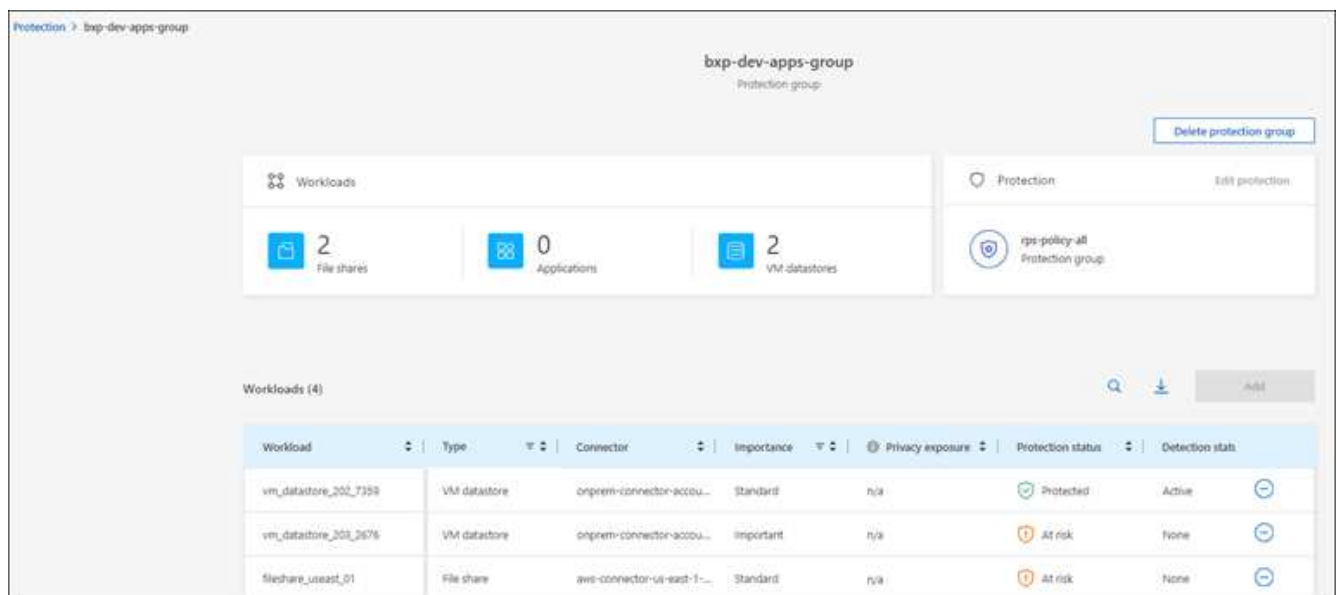 Protection > bxp-dev-apps-group
bxp-dev-apps-group
Protection group
Delete protection group
Workloads
Protection
Edit protection
2
File shares
0
Applications
2
VM datastores
rps-policy-all
Protection group
Workloads (4)
Add
Workload Type Connector Importance Privacy exposure Protection status Detection stat
vm_datastore_202_7359 VM datastore onprem-connector-accou... Standard n/a Protected Active
vm_datastore_203_2676 VM datastore onprem-connector-accou... Important n/a At risk None
fileshare_useast_01 File share aws-connector-us-east-1-... Standard n/a At risk None